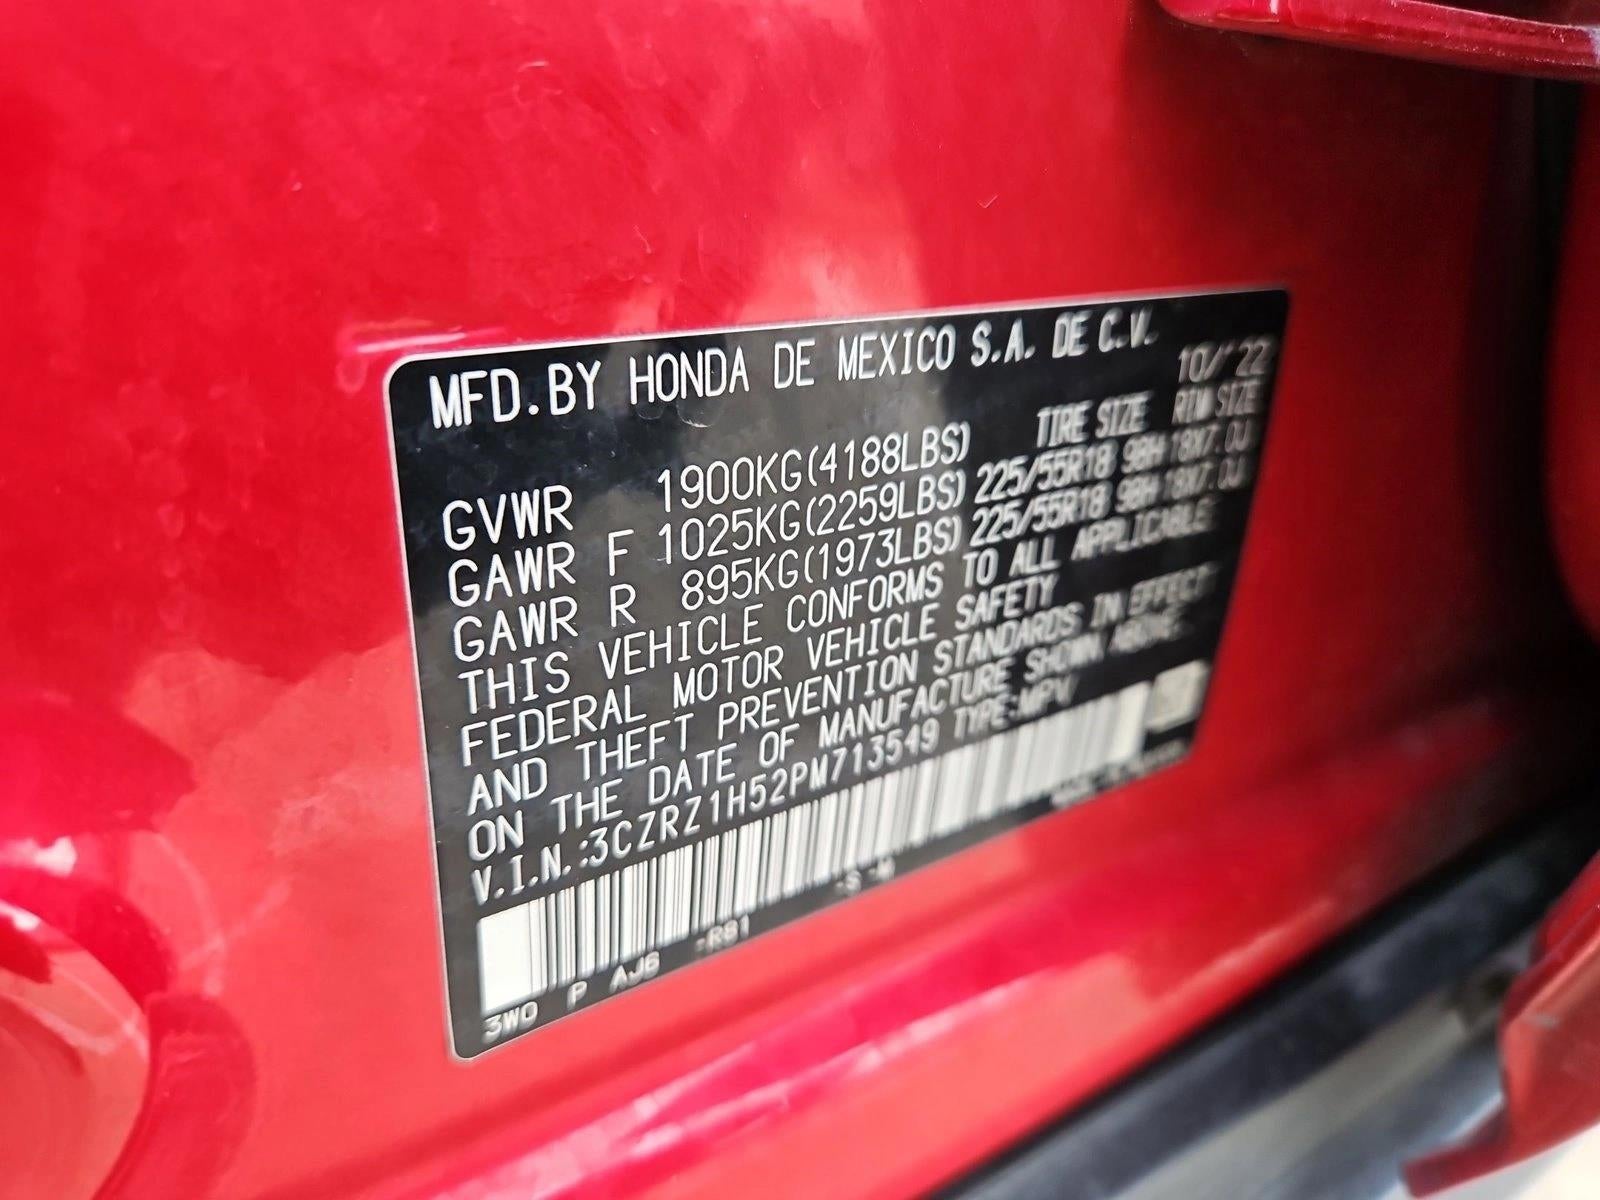 MFD.BY HONDA DE MEXICO S.A. DE C.V.
10/'22
TIRE SIZE RIM SIZE
GVWR 1900KG(4188LBS)
GAWR F 1025KG(2259LBS) 225/55R18 98H 18X7.0J
GAWR R 895KG(1973LBS) 225/55R18 98H 18X7.0J
THIS VEHICLE CONFORMS TO ALL APPLICABLE
FEDERAL MOTOR VEHICLE SAFETY
AND THEFT PREVENTION STANDARDS IN EFFECT
ON THE DATE OF MANUFACTURE SHOWN ABOVE.
V.I.N.:3CZRZ1H52PM713549 TYPE:MPV
3W0 P AJ6 :R81 :S :M